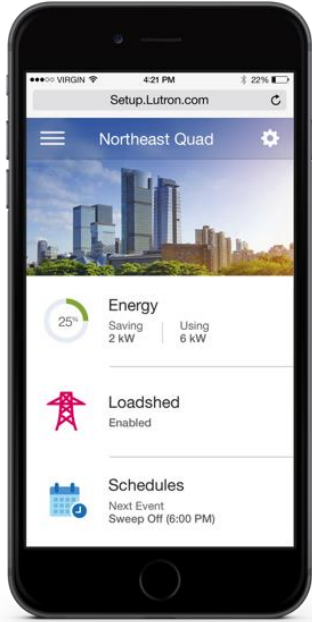 VIRGIN 4:21 PM 22%
Setup.Lutron.com
Northeast Quad
Energy
25%
Saving Using
2 kW 6 kW
Loadshed
Enabled
Schedules
Next Event
Sweep Off (6:00 PM)